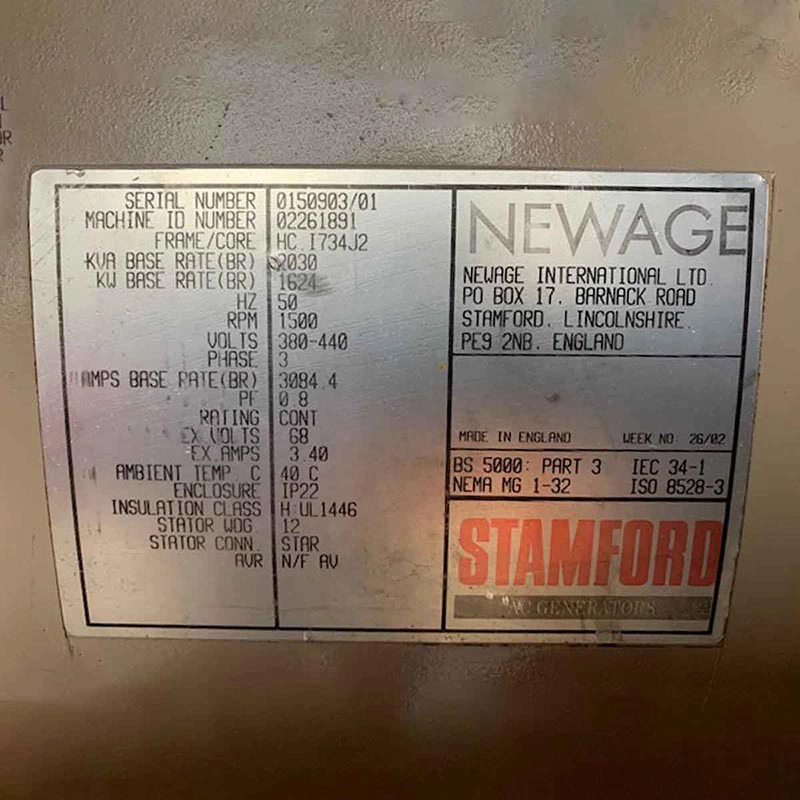 SERIAL NUMBER 0150903/01
MACHINE ID NUMBER 02261891
FRAME/CORE HC.I734J2
KVA BASE RATE(BR) 2030
KW BASE RATE(BR) 1624
HZ 50
RPM 1500
VOLTS 380-440
PHASE 3
AMPS BASE RATE(BR) 3084.4
PF 0.8
RATING CONT
EX VOLTS 68
EX.AMPS 3.40
AMBIENT TEMP. C 40 C
ENCLOSURE IP22
INSULATION CLASS H:UL1446
STATOR WDG 12
STATOR CONN. STAR
AVR N/F AV
NEWAGE
NEWAGE INTERNATIONAL LTD.
PO BOX 17, BARNACK ROAD
STAMFORD, LINCOLNSHIRE.
PE9 2NB, ENGLAND
MADE IN ENGLAND WEEK NO: 26/02
BS 5000: PART 3 IEC 34-1
NEMA MG 1-32 ISO 8528-3
STAMFORD
AC GENERATORS